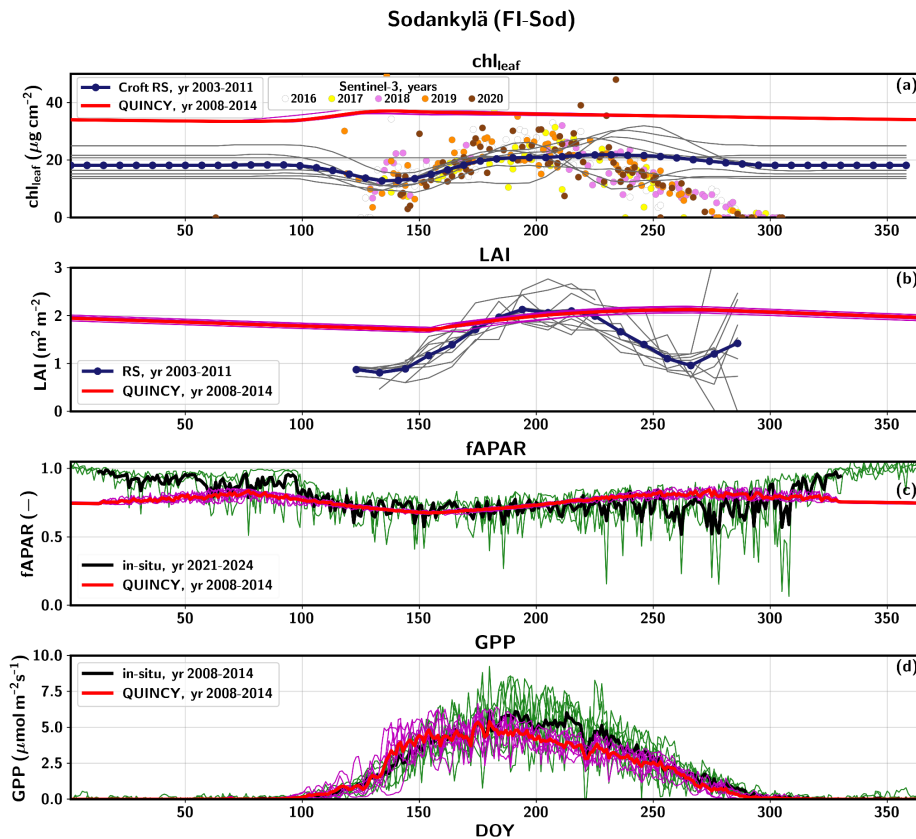 Sodankylä (FI-Sod)
chl_leaf
(a)
Croft RS, yr 2003-2011
QUINCY, yr 2008-2014
Sentinel-3, years
2016 2017 2018 2019 2020
chl_leaf (μg cm⁻²)
40
20
0
50 100 150 200 250 300 350
LAI
(b)
LAI (m² m⁻²)
3
2
1
0
RS, yr 2003-2011
QUINCY, yr 2008-2014
50 100 150 200 250 300 350
fAPAR
(c)
fAPAR (−)
1.0
0.5
0.0
in-situ, yr 2021-2024
QUINCY, yr 2008-2014
50 100 150 200 250 300 350
GPP
(d)
GPP (μmol m⁻²s⁻¹)
10.0
7.5
5.0
2.5
0.0
in-situ, yr 2008-2014
QUINCY, yr 2008-2014
50 100 150 200 250 300 350
DOY